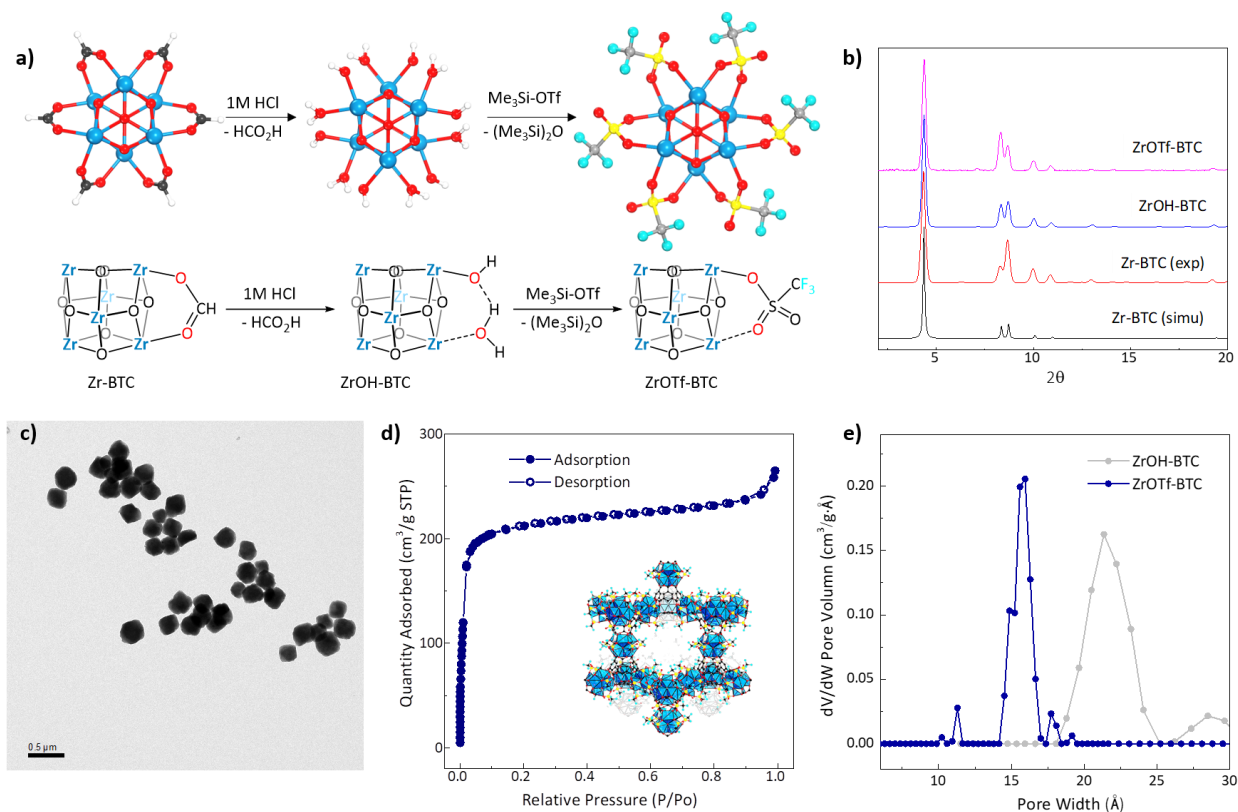 a)
1M HCl
- HCO2H
Me3Si-OTf
- (Me3Si)2O
Zr O Zr
O Zr O
Zr
Zr O Zr
O
O
CH
O
Zr-BTC
1M HCl
- HCO2H
Zr O Zr
O Zr O
Zr
Zr O Zr
O
H
O
H
O
H
ZrOH-BTC
Me3Si-OTf
- (Me3Si)2O
Zr O Zr
O Zr O
Zr
Zr O Zr
O
O
CF3
S
O
O
ZrOTf-BTC
b)
ZrOTf-BTC
ZrOH-BTC
Zr-BTC (exp)
Zr-BTC (simu)
5 10 15 20
2θ
c)
0.5 μm
d)
Quantity Adsorbed (cm3/g STP)
300
200
100
0
Adsorption
Desorption
0.0 0.2 0.4 0.6 0.8 1.0
Relative Pressure (P/Po)
e)
dV/dW Pore Volumn (cm3/g·Å)
0.20
0.15
0.10
0.05
0.00
ZrOH-BTC
ZrOTf-BTC
10 15 20 25 30
Pore Width (Å)